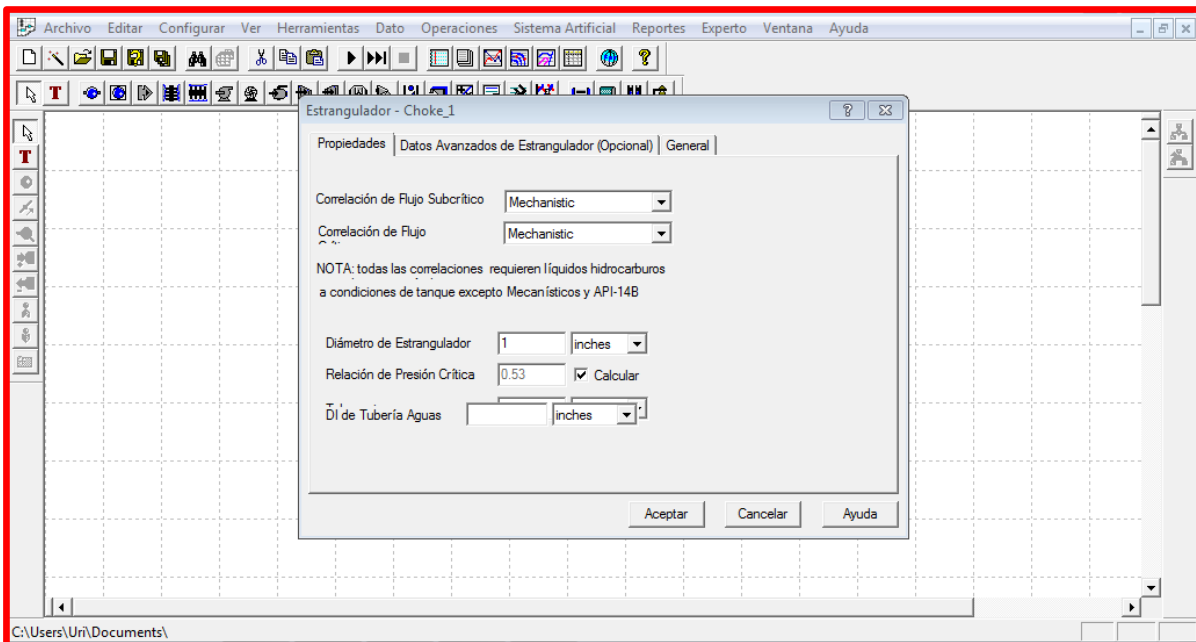 Archivo Editar Configurar Ver Herramientas Dato Operaciones Sistema Artificial Reportes Experto Ventana Ayuda
T
Estrangulador - Choke_1
Propiedades Datos Avanzados de Estrangulador (Opcional) General
T
Correlación de Flujo Subcrítico Mechanistic
Correlación de Flujo Mechanistic
NOTA: todas las correlaciones requieren líquidos hidrocarburos
a condiciones de tanque excepto Mecanísticos y API-14B
Diámetro de Estrangulador 1 inches
Relación de Presión Crítica 0.53 Calcular
DI de Tubería Aguas inches
Aceptar Cancelar Ayuda
C:\Users\Uri\Documents\